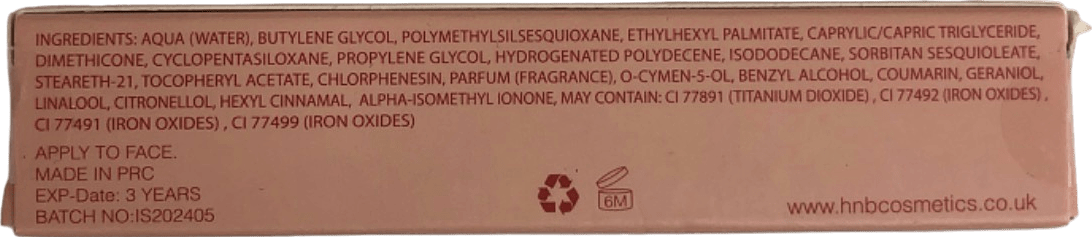 INGREDIENTS: AQUA (WATER), BUTYLENE GLYCOL, POLYMETHYLSILSESQUIOXANE, ETHYLHEXYL PALMITATE, CAPRYLIC/CAPRIC TRIGLYCERIDE,
DIMETHICONE, CYCLOPENTASILOXANE, PROPYLENE GLYCOL, HYDROGENATED POLYDECENE, ISODODECANE, SORBITAN SESQUIOLEATE,
STEARETH-21, TOCOPHERYL ACETATE, CHLORPHENESIN, PARFUM (FRAGRANCE), O-CYMEN-5-OL, BENZYL ALCOHOL, COUMARIN, GERANIOL,
LINALOOL, CITRONELLOL, HEXYL CINNAMAL, ALPHA-ISOMETHYL IONONE, MAY CONTAIN: CI 77891 (TITANIUM DIOXIDE) , CI 77492 (IRON OXIDES) ,
CI 77491 (IRON OXIDES) , CI 77499 (IRON OXIDES)
APPLY TO FACE.
MADE IN PRC
EXP-Date: 3 YEARS
BATCH NO:IS202405
6M
www.hnbcosmetics.co.uk